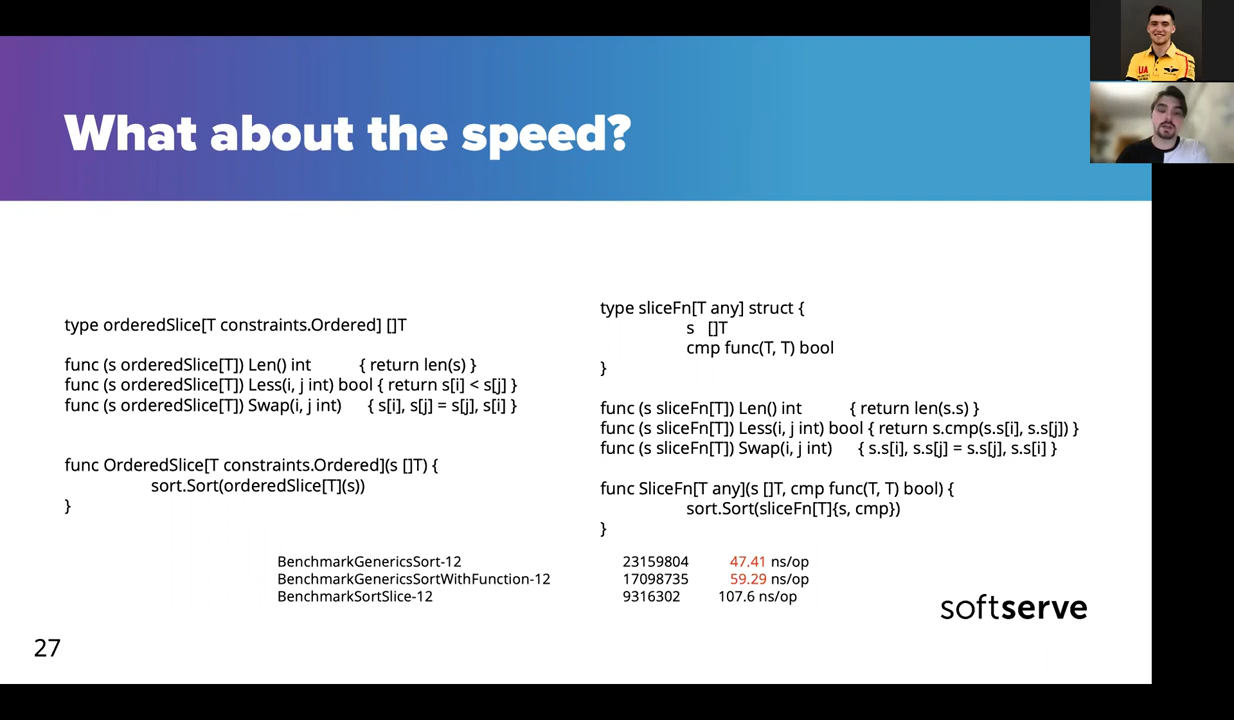 What about the speed?
type orderedSlice[T constraints.Ordered] []T
func (s orderedSlice[T]) Len() int { return len(s) }
func (s orderedSlice[T]) Less(i, j int) bool { return s[i] < s[j] }
func (s orderedSlice[T]) Swap(i, j int) { s[i], s[j] = s[j], s[i] }
func OrderedSlice[T constraints.Ordered](s []T) {
sort.Sort(orderedSlice[T](s))
}
type sliceFn[T any] struct {
s []T
cmp func(T, T) bool
}
func (s sliceFn[T]) Len() int { return len(s.s) }
func (s sliceFn[T]) Less(i, j int) bool { return s.cmp(s.s[i], s.s[j]) }
func (s sliceFn[T]) Swap(i, j int) { s.s[i], s.s[j] = s.s[j], s.s[i] }
func SliceFn[T any](s []T, cmp func(T, T) bool) {
sort.Sort(sliceFn[T]{s, cmp})
}
BenchmarkGenericsSort-12 23159804 47.41 ns/op
BenchmarkGenericsSortWithFunction-12 17098735 59.29 ns/op
BenchmarkSortSlice-12 9316302 107.6 ns/op
softserve
27
UA